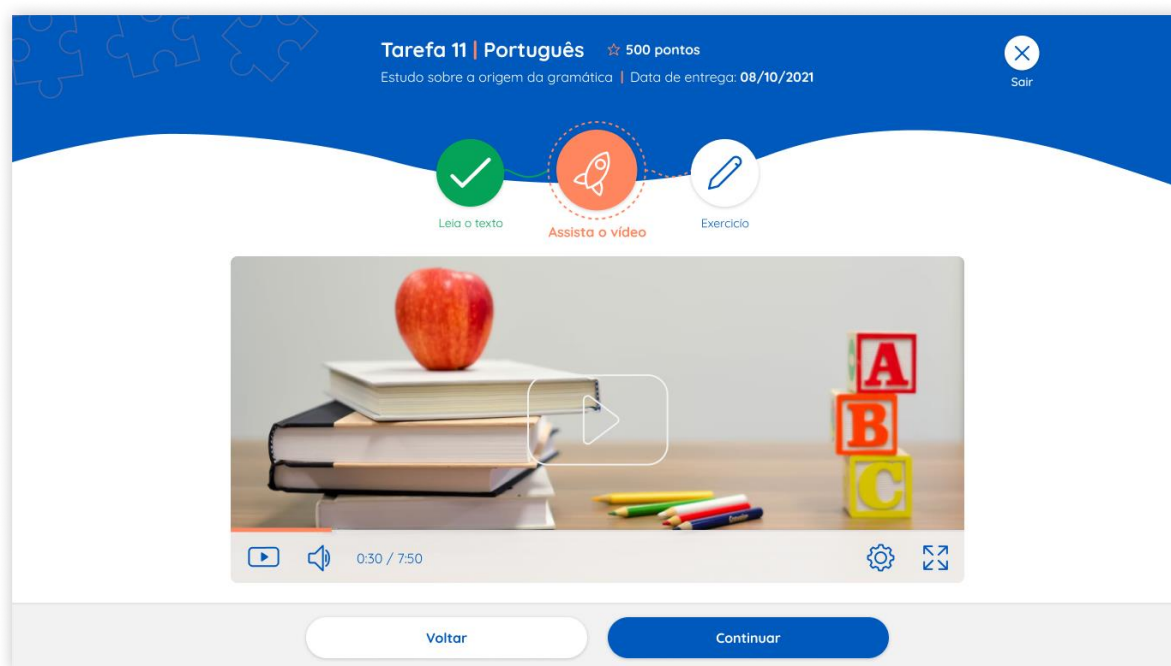 Tarefa 11 | Português ☆ 500 pontos
Estudo sobre a origem da gramática | Data de entrega: 08/10/2021
Sair
Leia o texto
Assista o vídeo
Exercício
A
B
C
0:30 / 7:50
Voltar
Continuar